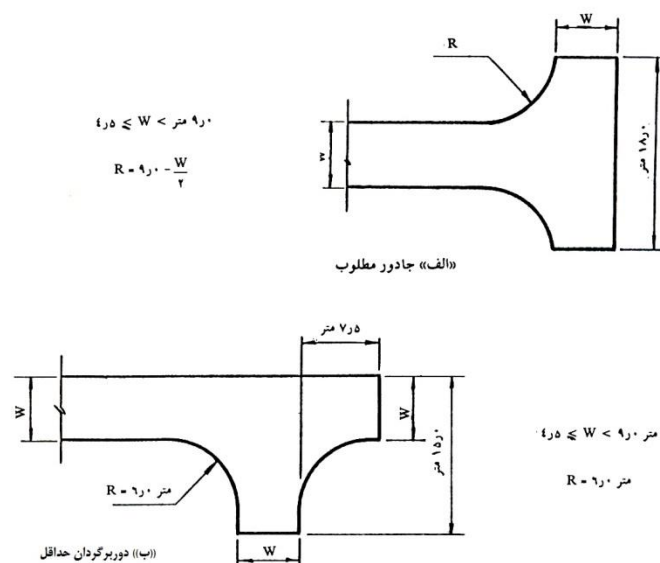 W
R
۴٫۵ ⩽ W < ۹٫۰ متر
W
۱۸٫۰ متر
R = ۹٫۰ - W/۲
«الف» جادور مطلوب
۷٫۵ متر
W
W
۱۵٫۰ متر
۴٫۵ ⩽ W < ۹٫۰ متر
R = ۶٫۰ متر
R = ۶٫۰ متر
W
«ب» دوربرگردان حداقل